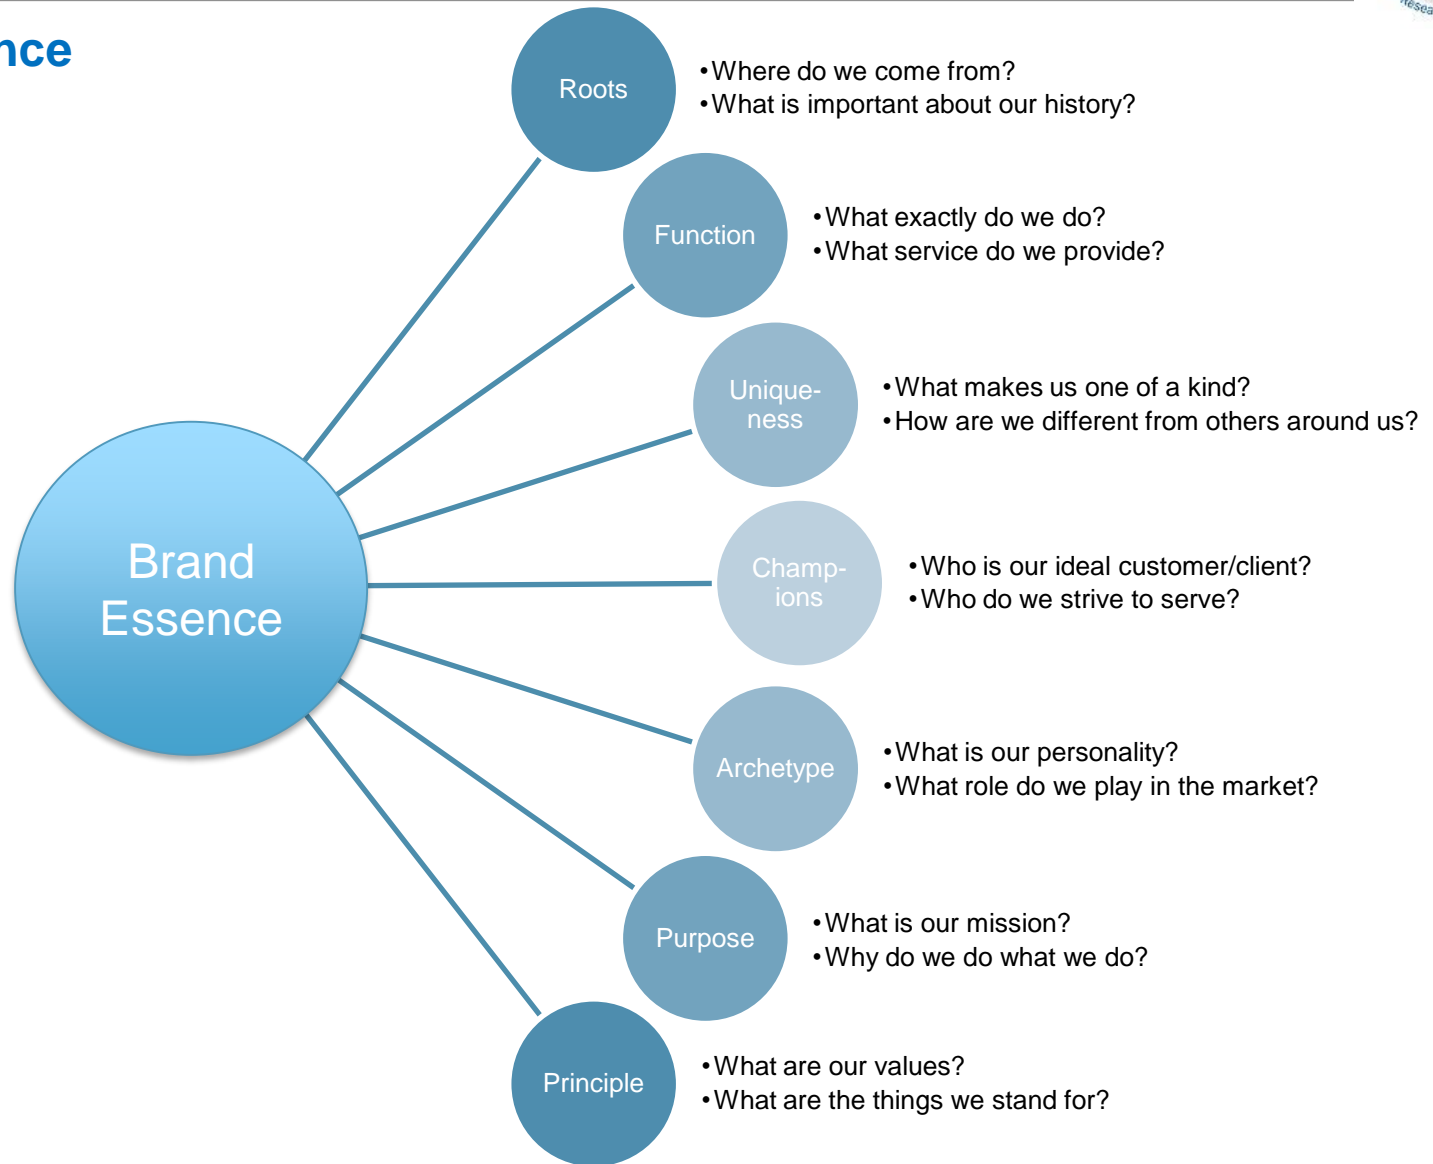 nce
Roots
•Where do we come from?
•What is important about our history?
Function
•What exactly do we do?
•What service do we provide?
Unique-
ness
•What makes us one of a kind?
•How are we different from others around us?
Brand
Essence
Champ-
ions
•Who is our ideal customer/client?
•Who do we strive to serve?
Archetype
•What is our personality?
•What role do we play in the market?
Purpose
•What is our mission?
•Why do we do what we do?
Principle
•What are our values?
•What are the things we stand for?